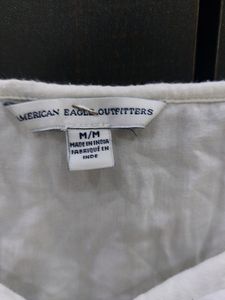 AMERICAN EAGLE OUTFITTERS
M/M
MADE IN INDIA
FABRIQUÉ EN
INDE